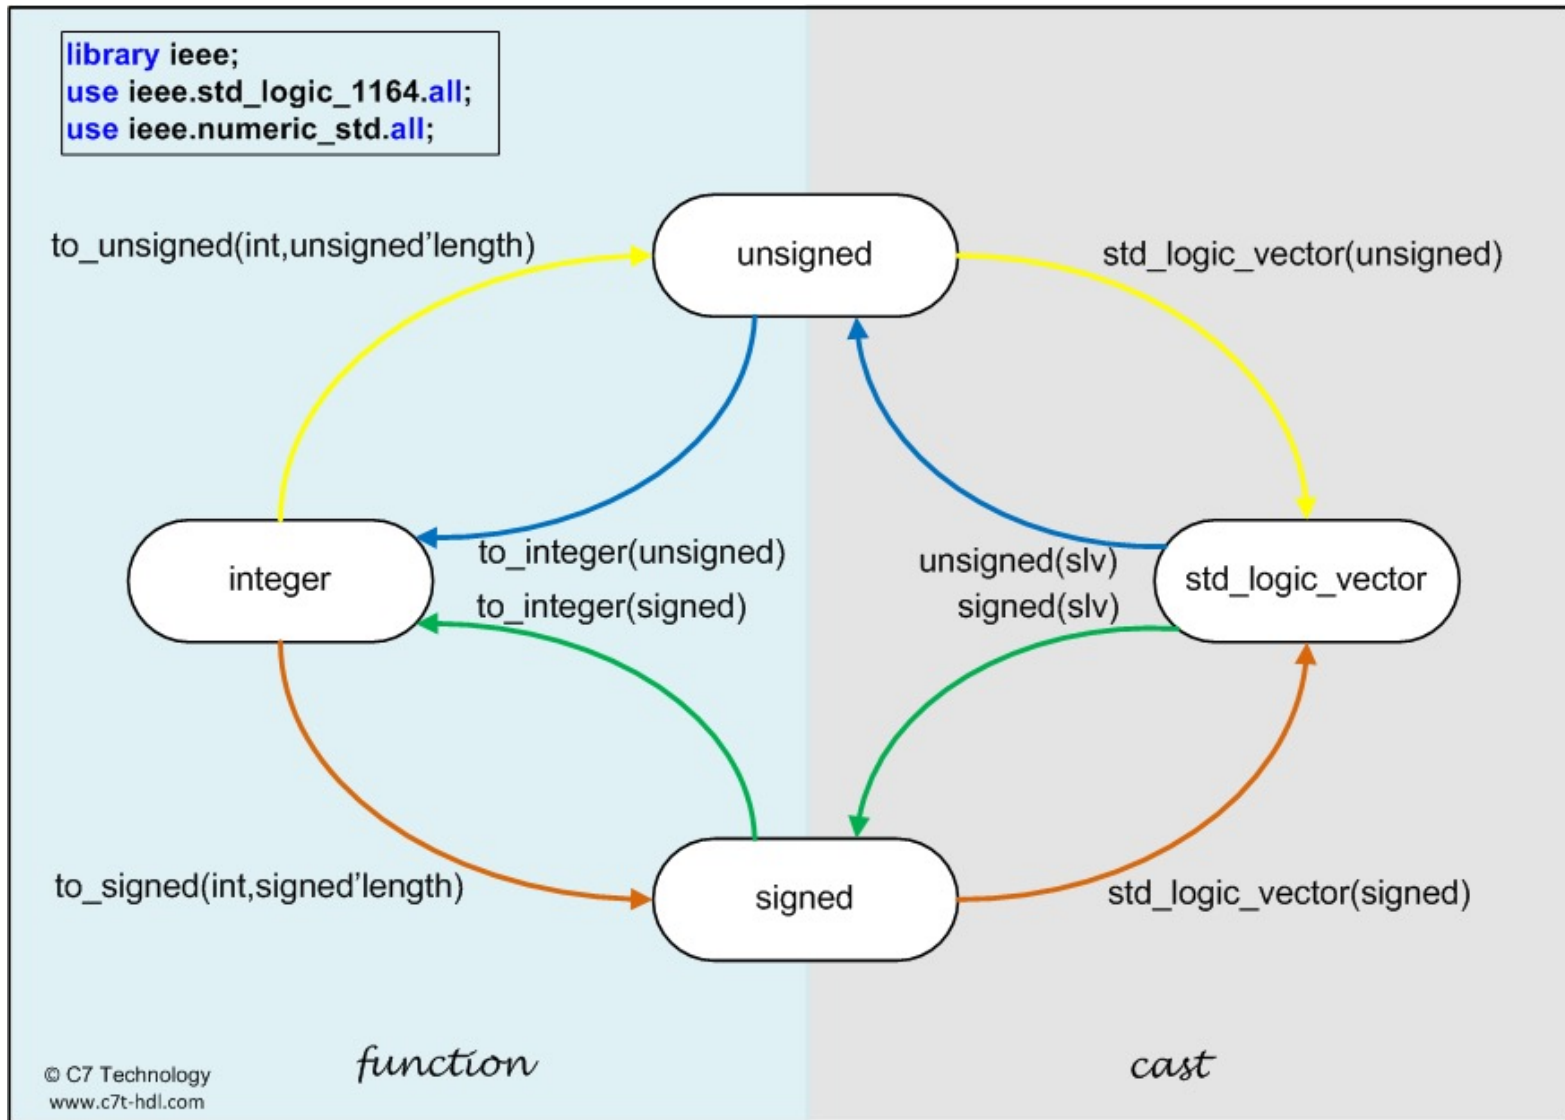 library ieee;
use ieee.std_logic_1164.all;
use ieee.numeric_std.all;
to_unsigned(int,unsigned’length)
unsigned
std_logic_vector(unsigned)
to_integer(unsigned)
unsigned(slv)
integer
std_logic_vector
to_integer(signed)
signed(slv)
to_signed(int,signed’length)
signed
std_logic_vector(signed)
function
cast
© C7 Technology
www.c7t-hdl.com